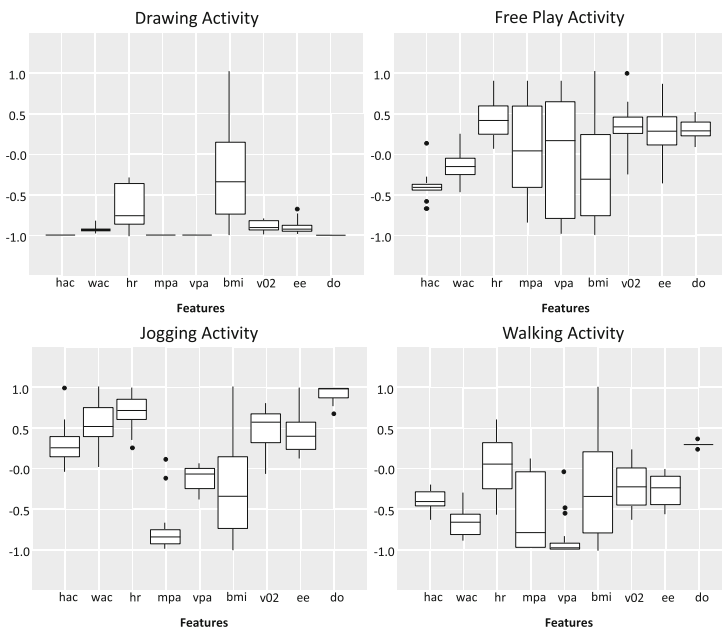 Drawing Activity
1.0
0.5
-0.0
-0.5
-1.0
hac wac hr mpa vpa bmi v02 ee do
Features
Free Play Activity
1.0
0.5
-0.0
-0.5
-1.0
hac wac hr mpa vpa bmi v02 ee do
Features
Jogging Activity
1.0
0.5
-0.0
-0.5
-1.0
hac wac hr mpa vpa bmi v02 ee do
Features
Walking Activity
1.0
0.5
-0.0
-0.5
-1.0
hac wac hr mpa vpa bmi v02 ee do
Features